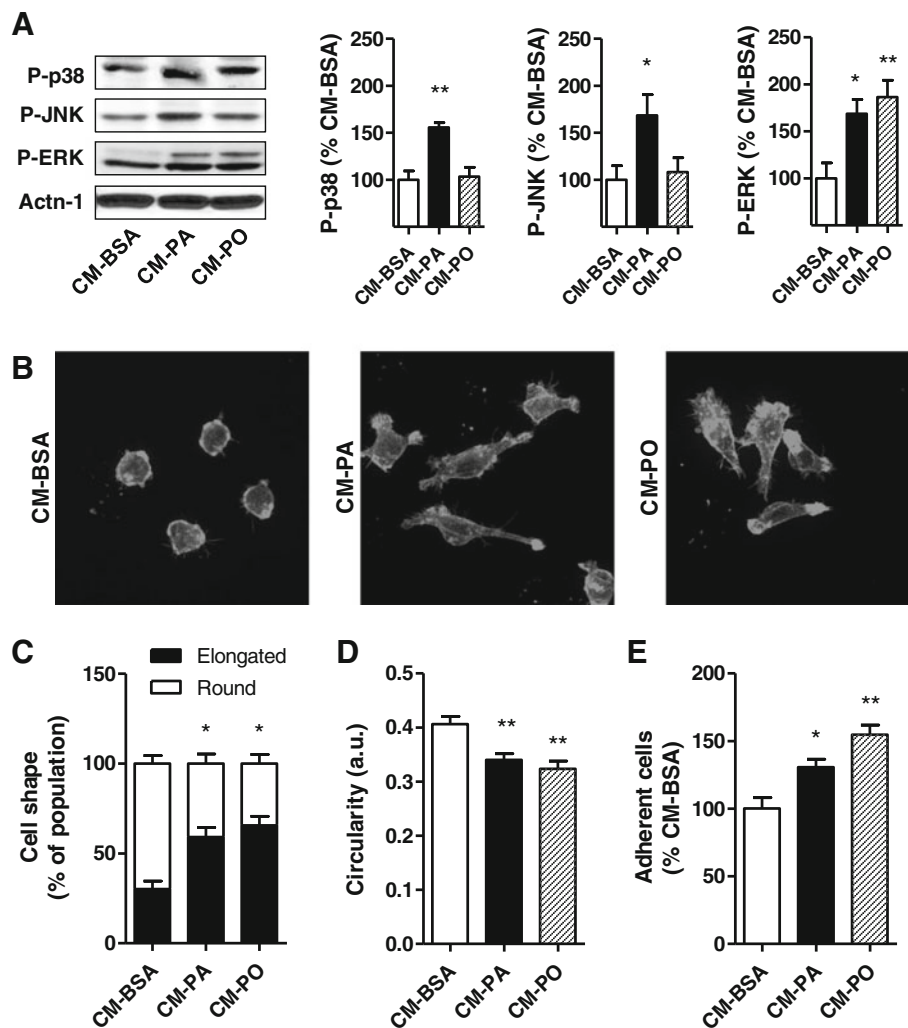 A
P-p38
P-JNK
P-ERK
Actn-1
CM-BSA
CM-PA
CM-PO
P-p38 (% CM-BSA)
250
200
150
100
**
CM-BSA
CM-PA
CM-PO
P-JNK (% CM-BSA)
250
200
150
100
*
CM-BSA
CM-PA
CM-PO
P-ERK (% CM-BSA)
250
200
150
100
*
**
CM-BSA
CM-PA
CM-PO
B
CM-BSA
CM-PA
CM-PO
C
Elongated
Round
Cell shape
(% of population)
150
100
50
0
*
*
CM-BSA
CM-PA
CM-PO
D
Circularity (a.u.)
0.5
0.4
0.3
0.2
0.1
0.0
**
**
CM-BSA
CM-PA
CM-PO
E
Adherent cells
(% CM-BSA)
200
150
100
50
0
*
**
CM-BSA
CM-PA
CM-PO